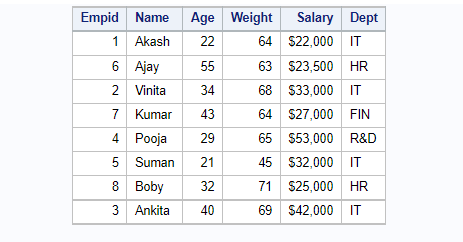 Empid Name Age Weight Salary Dept
1 Akash 22 64 $22,000 IT
6 Ajay 55 63 $23,500 HR
2 Vinita 34 68 $33,000 IT
7 Kumar 43 64 $27,000 FIN
4 Pooja 29 65 $53,000 R&D
5 Suman 21 45 $32,000 IT
8 Boby 32 71 $25,000 HR
3 Ankita 40 69 $42,000 IT